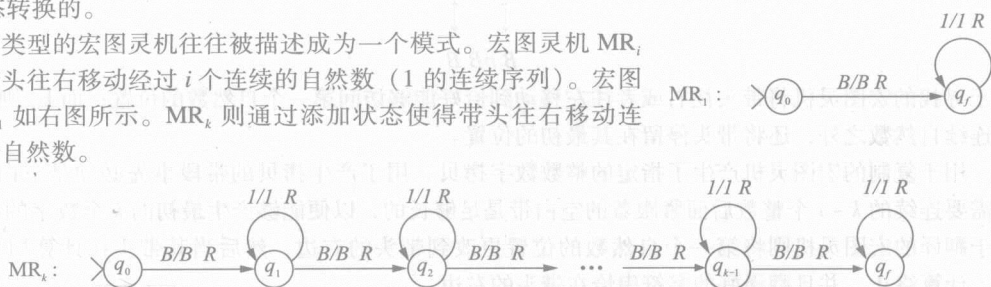 态转换的。
类型的宏图灵机往往被描述成为一个模式。宏图灵机 MRᵢ
头往右移动经过 i 个连续的自然数（1 的连续序列）。宏图
如右图所示。MRₖ 则通过添加状态使得带头往右移动连
自然数。
MR₁: q₀ B/B R q_f 1/1 R
1/1 R 1/1 R 1/1 R 1/1 R
MRₖ: q₀ B/B R q₁ B/B R q₂ B/B R ... B/B R qₖ₋₁ B/B R q_f